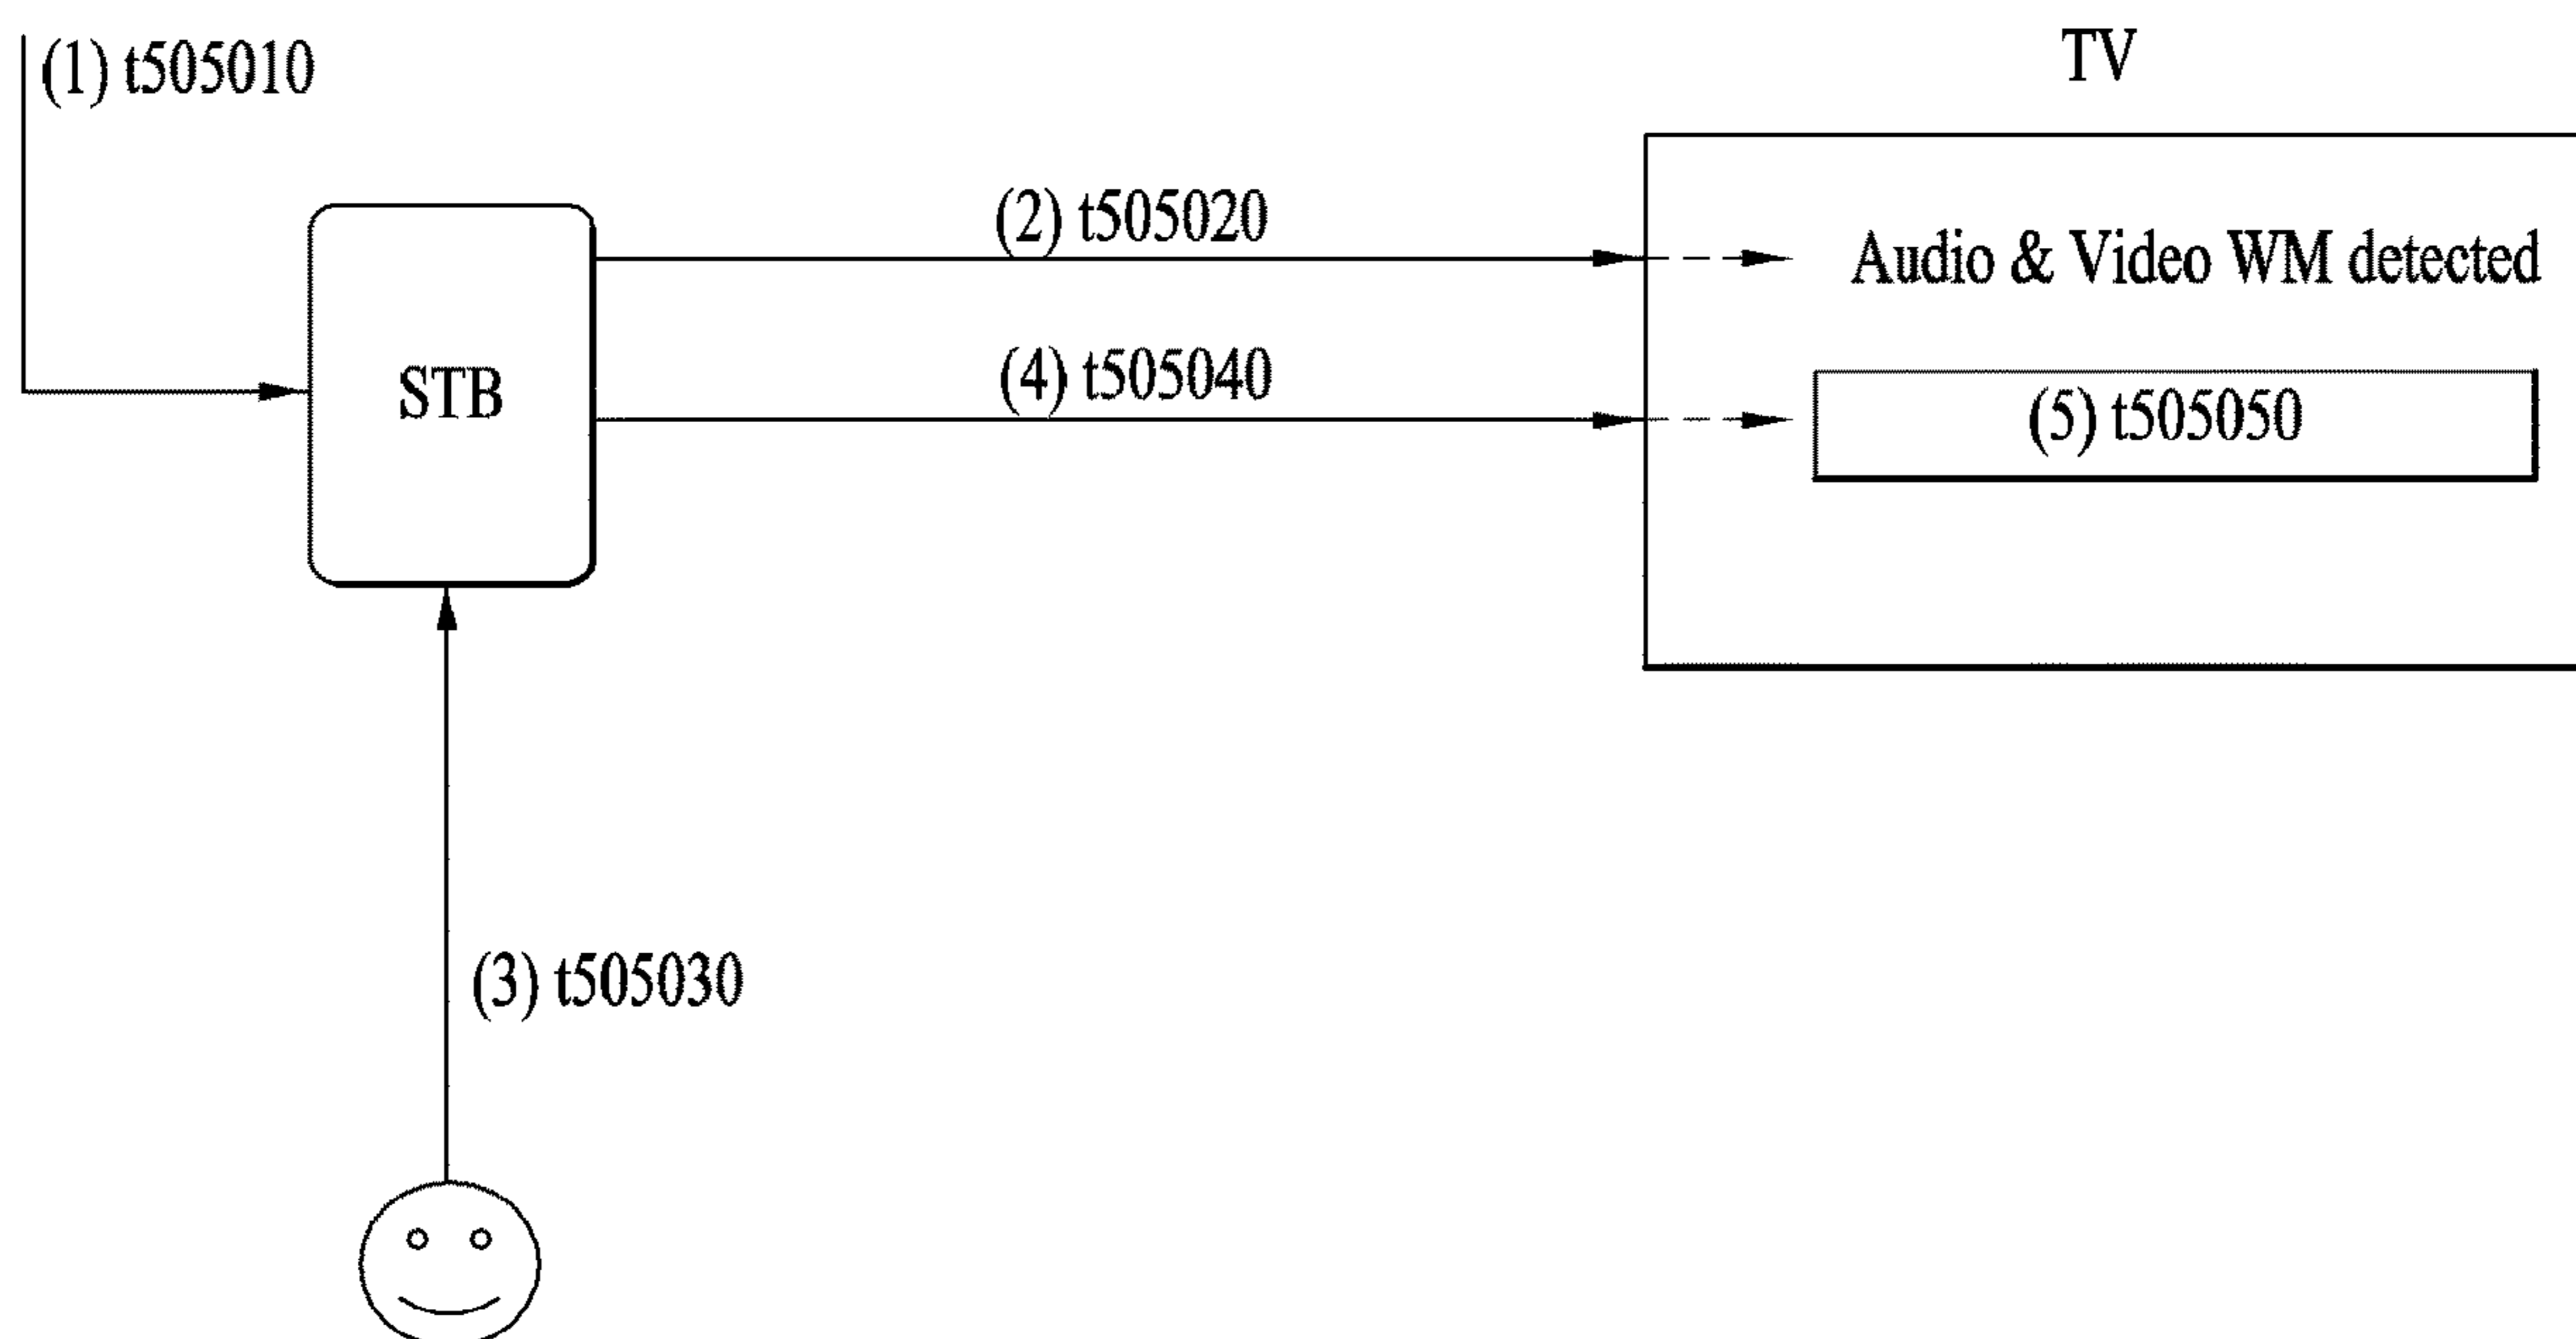 (1) t505010
TV
(2) t505020
Audio & Video WM detected
STB
(4) t505040
(5) t505050
(3) t505030